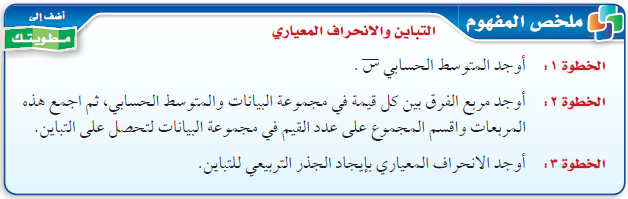 ملخص المفهوم
التباين والانحراف المعياري
أضف إلى
مطويتك
الخطوة ١: أوجد المتوسط الحسابي س̅ .
الخطوة ٢: أوجد مربع الفرق بين كل قيمة في مجموعة البيانات والمتوسط الحسابي، ثم اجمع هذه
المربعات واقسم المجموع على عدد القيم في مجموعة البيانات لتحصل على التباين.
الخطوة ٣: أوجد الانحراف المعياري بإيجاد الجذر التربيعي للتباين.